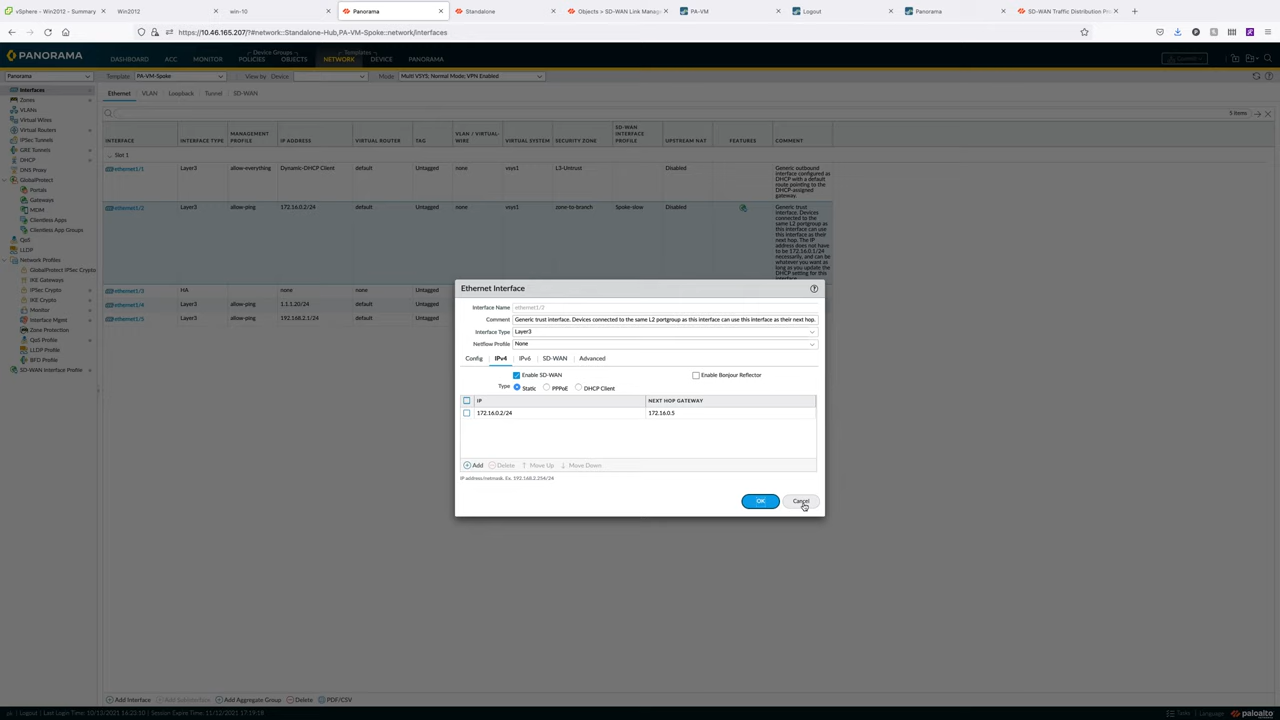 vSphere - Win2012 - Summary
Win2012
win-10
Panorama
Standalone
Objects > SD-WAN Link Mana
PA-VM
Logout
Panorama
SD-WAN Traffic Distribution Pr
https://10.46.165.207/?#network::Standalone-Hub,PA-VM-Spoke::network/interfaces
PANORAMA
DASHBOARD
ACC
MONITOR
Device Groups
POLICIES
OBJECTS
Templates
NETWORK
DEVICE
PANORAMA
Commit
Panorama
Template
PA-VM-Spoke
View by
Device
Mode
Multi VSYS; Normal Mode; VPN Enabled
Interfaces
Zones
VLANs
Virtual Wires
Virtual Routers
IPSec Tunnels
GRE Tunnels
DHCP
DNS Proxy
GlobalProtect
Portals
Gateways
MDM
Clientless Apps
Clientless App Groups
QoS
LLDP
Network Profiles
GlobalProtect IPSec Crypto
IKE Gateways
IPSec Crypto
IKE Crypto
Monitor
Interface Mgmt
Zone Protection
QoS Profile
LLDP Profile
BFD Profile
SD-WAN Interface Profile
Ethernet
VLAN
Loopback
Tunnel
SD-WAN
5 items
INTERFACE
INTERFACE TYPE
MANAGEMENT PROFILE
IP ADDRESS
VIRTUAL ROUTER
TAG
VLAN / VIRTUAL-WIRE
VIRTUAL SYSTEM
SECURITY ZONE
SD-WAN INTERFACE PROFILE
UPSTREAM NAT
FEATURES
COMMENT
Slot 1
ethernet1/1
Layer3
allow-everything
Dynamic-DHCP Client
default
Untagged
none
vsys1
L3-Untrust
Disabled
Generic outbound
interface configured as
DHCP with a default
route pointing to the
DHCP-assigned
gateway.
ethernet1/2
Layer3
allow-ping
172.16.0.2/24
default
Untagged
none
vsys1
zone-to-branch
Spoke-slow
Disabled
Generic trust
interface. Devices
connected to the
same L2 portgroup as
this interface can use
this interface as their
next hop. The IP
address does not have
to be 172.16.0.1/24
necessarily, and can be
whatever you want as
long as you update the
DHCP setting for this
ethernet1/3
HA
none
none
Untagged
ethernet1/4
Layer3
allow-ping
1.1.1.20/24
default
Untagged
ethernet1/5
Layer3
allow-ping
192.168.2.1/24
default
Untagged
Ethernet Interface
Interface Name
ethernet1/2
Comment
Generic trust interface. Devices connected to the same L2 portgroup as this interface can use this interface as their next hop.
Interface Type
Layer3
Netflow Profile
None
Config
IPv4
IPv6
SD-WAN
Advanced
Enable SD-WAN
Enable Bonjour Reflector
Type
Static
PPPoE
DHCP Client
IP
NEXT HOP GATEWAY
172.16.0.2/24
172.16.0.5
Add
Delete
Move Up
Move Down
IP address/netmask. Ex. 192.168.2.254/24
OK
Cancel
Add Interface
Add Subinterface
Add Aggregate Group
Delete
PDF/CSV
Logout
Last Login Time: 10/13/2021 16:23:10
Session Expire Time: 11/12/2021 17:19:18
Tasks
Language
paloalto